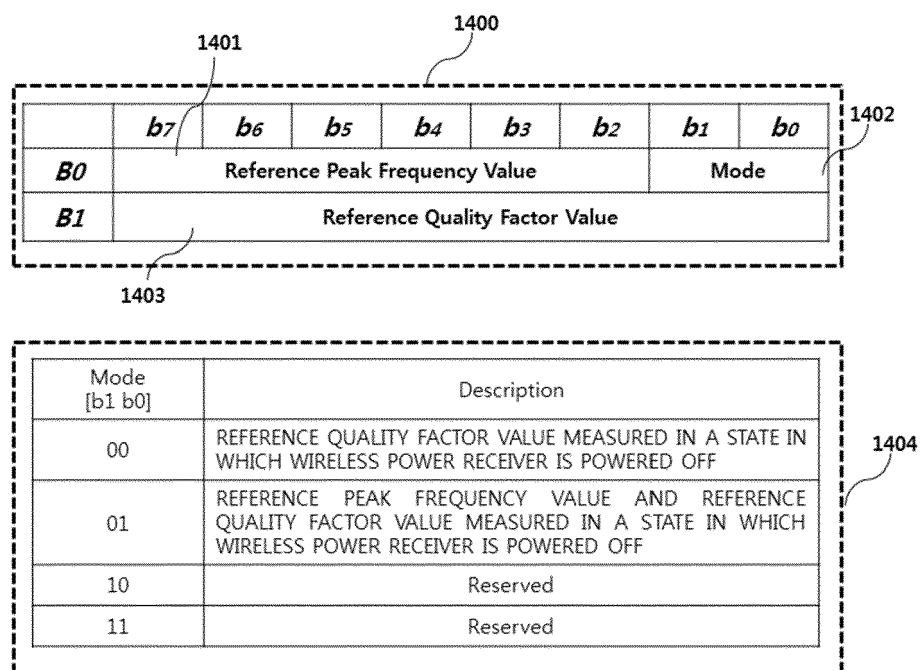 1400
1401
b7 b6 b5 b4 b3 b2 b1 b0
1402
B0 Reference Peak Frequency Value Mode
B1 Reference Quality Factor Value
1403
Mode
[b1 b0]
Description
00
REFERENCE QUALITY FACTOR VALUE MEASURED IN A STATE IN
WHICH WIRELESS POWER RECEIVER IS POWERED OFF
1404
01
REFERENCE PEAK FREQUENCY VALUE AND REFERENCE
QUALITY FACTOR VALUE MEASURED IN A STATE IN WHICH
WIRELESS POWER RECEIVER IS POWERED OFF
10 Reserved
11 Reserved